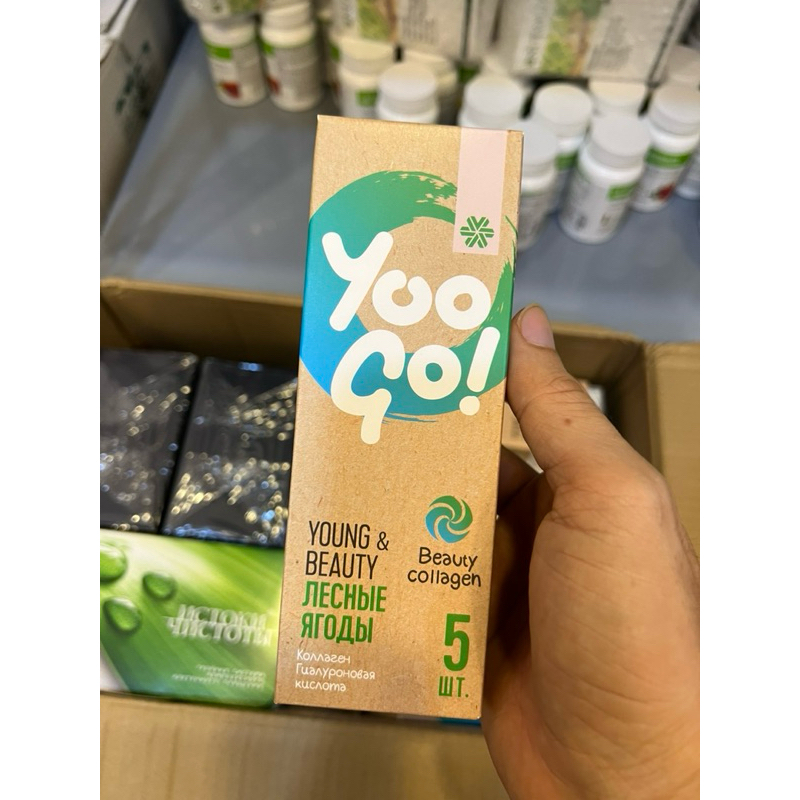 Yoo
Go!
YOUNG &
BEAUTY
ЛЕСНЫЕ
ЯГОДЫ
Коллаген
Гиалуроновая
кислота
Beauty
collagen
5
ШТ.
ИСТОКИ
ЧИСТОТЫ